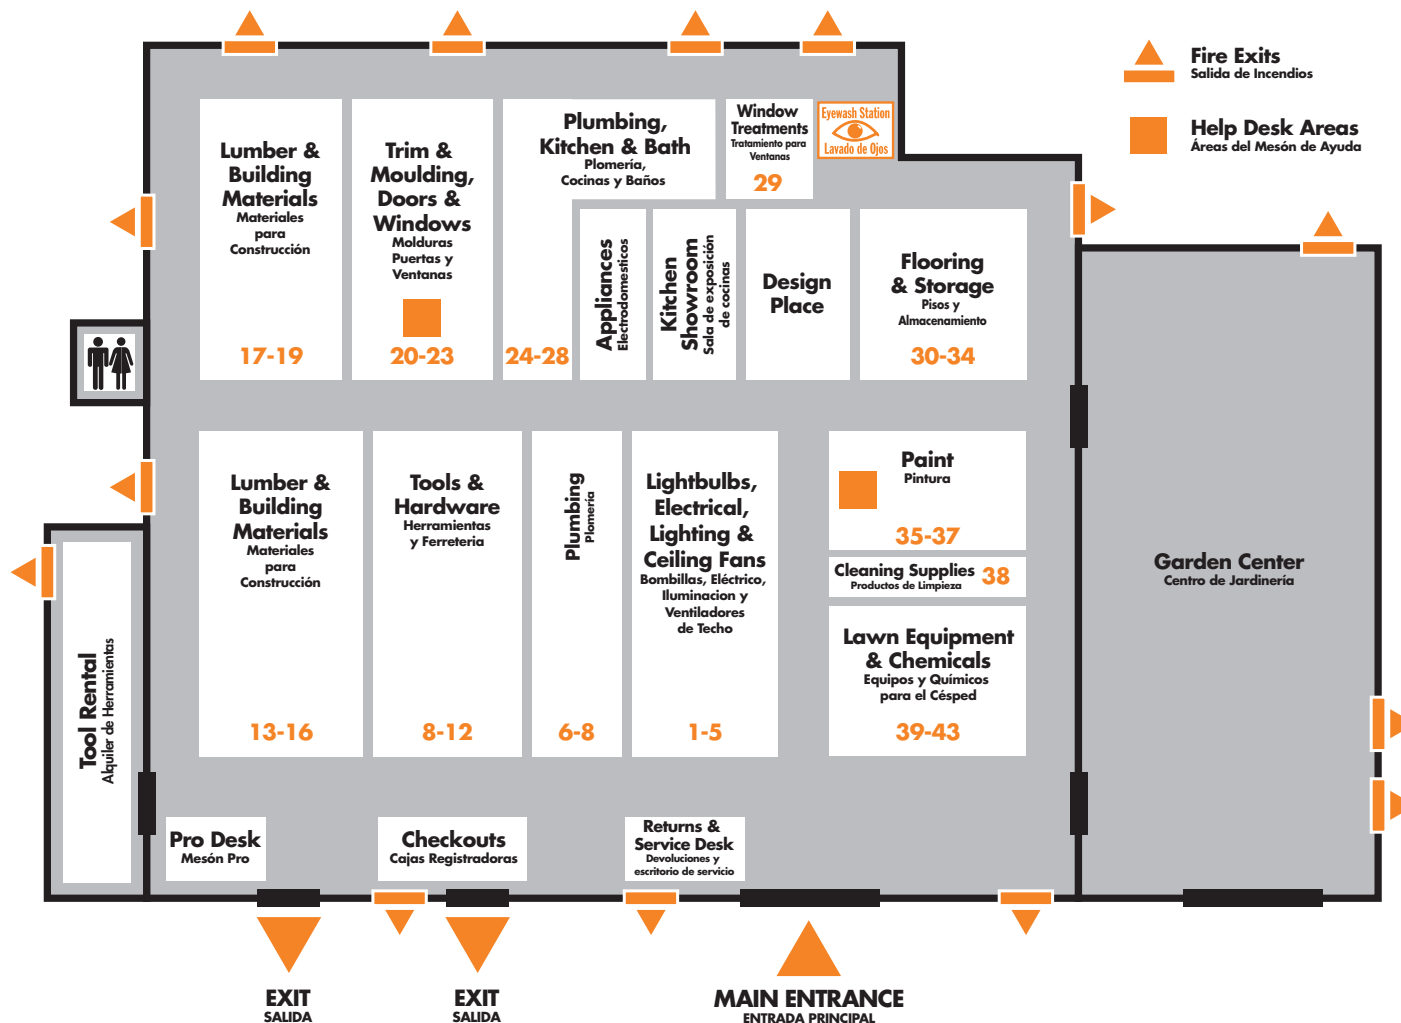 Fire Exits
Salida de Incendios
Help Desk Areas
Áreas del Mesón de Ayuda
Lumber &
Building
Materials
Materiales
para
Construcción
17-19
Trim &
Moulding,
Doors &
Windows
Molduras
Puertas y
Ventanas
20-23
Plumbing,
Kitchen & Bath
Plomería,
Cocinas y Baños
24-28
Window
Treatments
Tratamiento para
Ventanas
29
Eyewash Station
Lavado de Ojos
Appliances
Electrodomesticos
Kitchen
Showroom
Sala de exposición
de cocinas
Design
Place
Flooring
& Storage
Pisos y
Almacenamiento
30-34
Lumber &
Building
Materials
Materiales
para
Construcción
13-16
Tools &
Hardware
Herramientas
y Ferreteria
8-12
Plumbing
Plomería
6-8
Lightbulbs,
Electrical,
Lighting &
Ceiling Fans
Bombillas, Eléctrico,
Iluminacion y
Ventiladores
de Techo
1-5
Paint
Pintura
35-37
Cleaning Supplies
Productos de Limpieza
38
Lawn Equipment
& Chemicals
Equipos y Químicos
para el Césped
39-43
Garden Center
Centro de Jardinería
Tool Rental
Alquiler de Herramientas
Pro Desk
Mesón Pro
Checkouts
Cajas Registradoras
Returns &
Service Desk
Devoluciones y
escritorio de servicio
EXIT
SALIDA
EXIT
SALIDA
MAIN ENTRANCE
ENTRADA PRINCIPAL